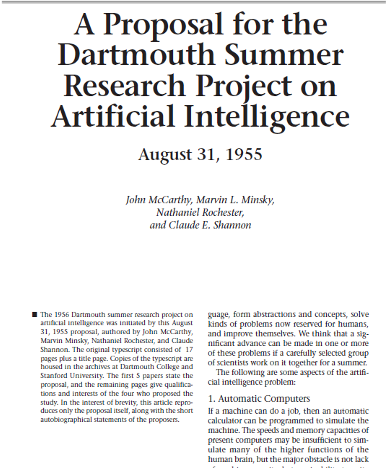 A Proposal for the
Dartmouth Summer
Research Project on
Artificial Intelligence
August 31, 1955
John McCarthy, Marvin L. Minsky,
Nathaniel Rochester,
and Claude E. Shannon
■ The 1956 Dartmouth summer research project on
artificial intelligence was initiated by this August
31, 1955 proposal, authored by John McCarthy,
Marvin Minsky, Nathaniel Rochester, and Claude
Shannon. The original typescript consisted of 17
pages plus a title page. Copies of the typescript are
housed in the archives at Dartmouth College and
Stanford University. The first 5 papers state the
proposal, and the remaining pages give qualifica-
tions and interests of the four who proposed the
study. In the interest of brevity, this article repro-
duces only the proposal itself, along with the short
autobiographical statements of the proposers.
guage, form abstractions and concepts, solve
kinds of problems now reserved for humans,
and improve themselves. We think that a sig-
nificant advance can be made in one or more
of these problems if a carefully selected group
of scientists work on it together for a summer.
The following are some aspects of the artifi-
cial intelligence problem:
1. Automatic Computers
If a machine can do a job, then an automatic
calculator can be programmed to simulate the
machine. The speeds and memory capacities of
present computers may be insufficient to sim-
ulate many of the higher functions of the
human brain, but the major obstacle is not lack